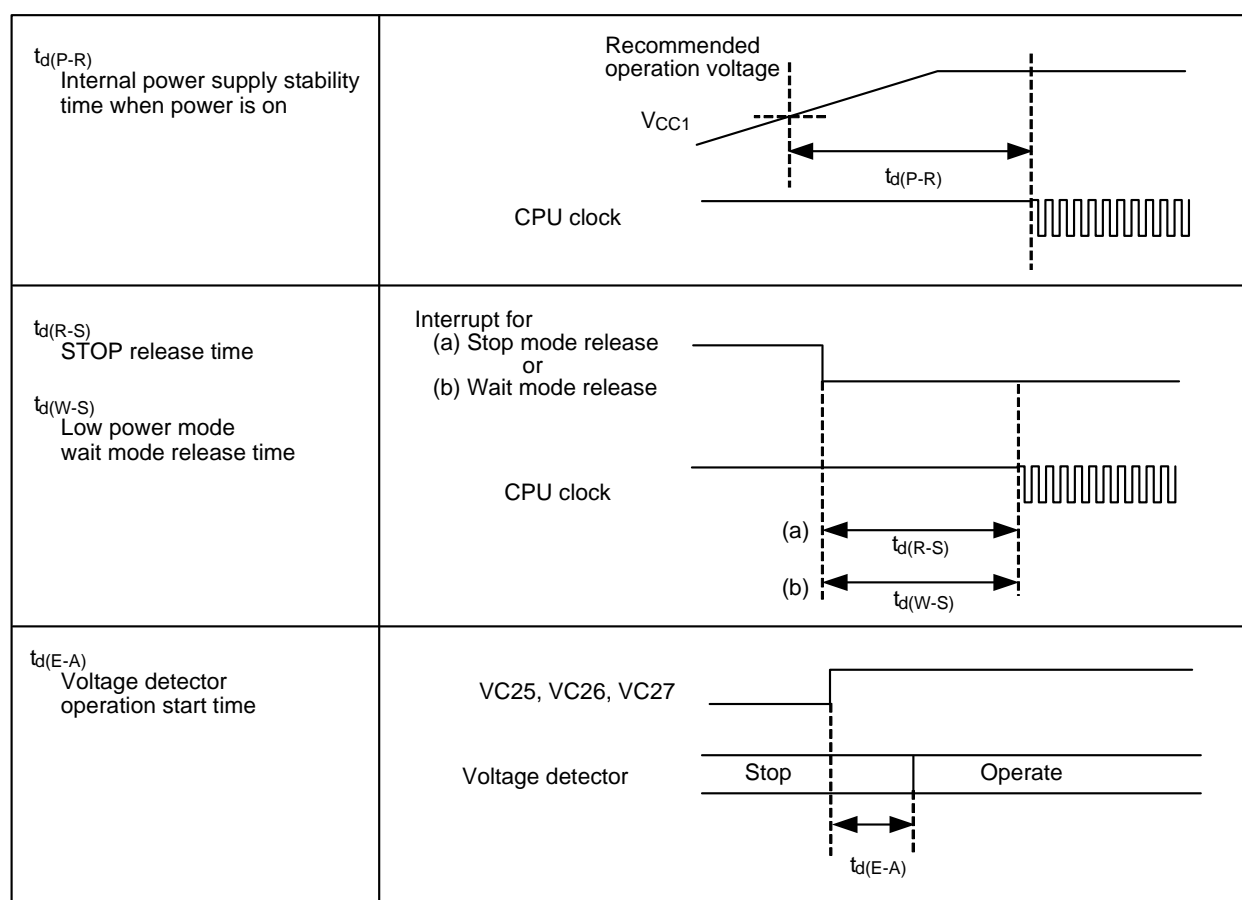 td(P-R)
Internal power supply stability
time when power is on
Recommended
operation voltage
VCC1
td(P-R)
CPU clock
td(R-S)
STOP release time
td(W-S)
Low power mode
wait mode release time
Interrupt for
(a) Stop mode release
or
(b) Wait mode release
CPU clock
(a)
td(R-S)
(b)
td(W-S)
td(E-A)
Voltage detector
operation start time
VC25, VC26, VC27
Voltage detector
Stop
Operate
td(E-A)